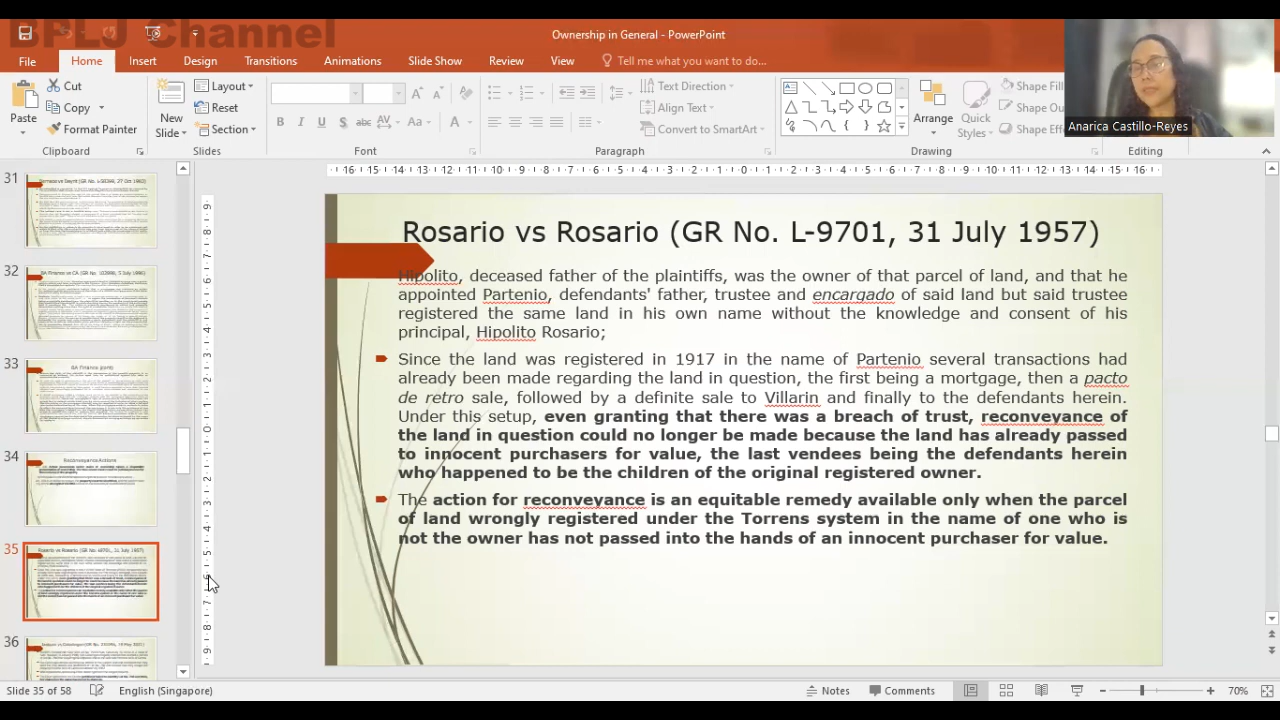 BPLJ Channel
Ownership in General - PowerPoint
File Home Insert Design Transitions Animations Slide Show Review View Tell me what you want to do...
Paste
Cut
Copy
Format Painter
Clipboard
New Slide
Layout
Reset
Section
Slides
Font
Text Direction
Align Text
Convert to SmartArt
Paragraph
Arrange
Quick Styles
Shape Fill
Shape Ou
Shape Effe
Drawing
Editing
Anarica Castillo-Reyes
31
32
33
34
35
36
Rosario vs Rosario (GR No. L-9701, 31 July 1957)
Hipolito, deceased father of the plaintiffs, was the owner of that parcel of land, and that he
appointed Partenio, defendants' father, trustee and encargado of said land but said trustee
registered the same land in his own name without the knowledge and consent of his
principal, Hipolito Rosario;
Since the land was registered in 1917 in the name of Partenio several transactions had
already been made regarding the land in question, the first being a mortgage, then a pacto
de retro sale, followed by a definite sale to Villarin and finally to the defendants herein.
Under this setup, even granting that there was a breach of trust, reconveyance of
the land in question could no longer be made because the land has already passed
to innocent purchasers for value, the last vendees being the defendants herein
who happened to be the children of the original registered owner.
The action for reconveyance is an equitable remedy available only when the parcel
of land wrongly registered under the Torrens system in the name of one who is
not the owner has not passed into the hands of an innocent purchaser for value.
Slide 35 of 58 English (Singapore) Notes Comments 70%